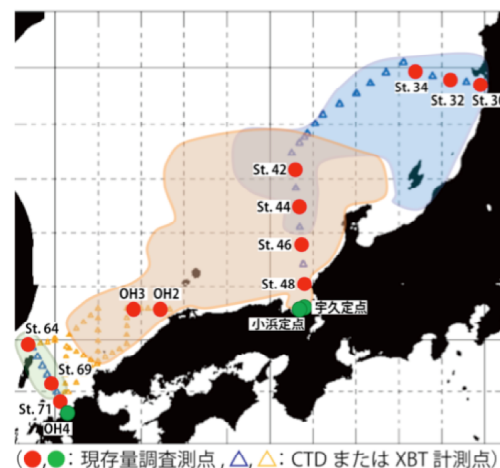 St. 34
St. 32
St. 30
St. 42
St. 44
St. 46
St. 48
OH3
OH2
宇久定点
小浜定点
St. 64
St. 69
St. 71
OH4
(●,●: 現存量調査測点 , △, △: CTD または XBT 計測点)